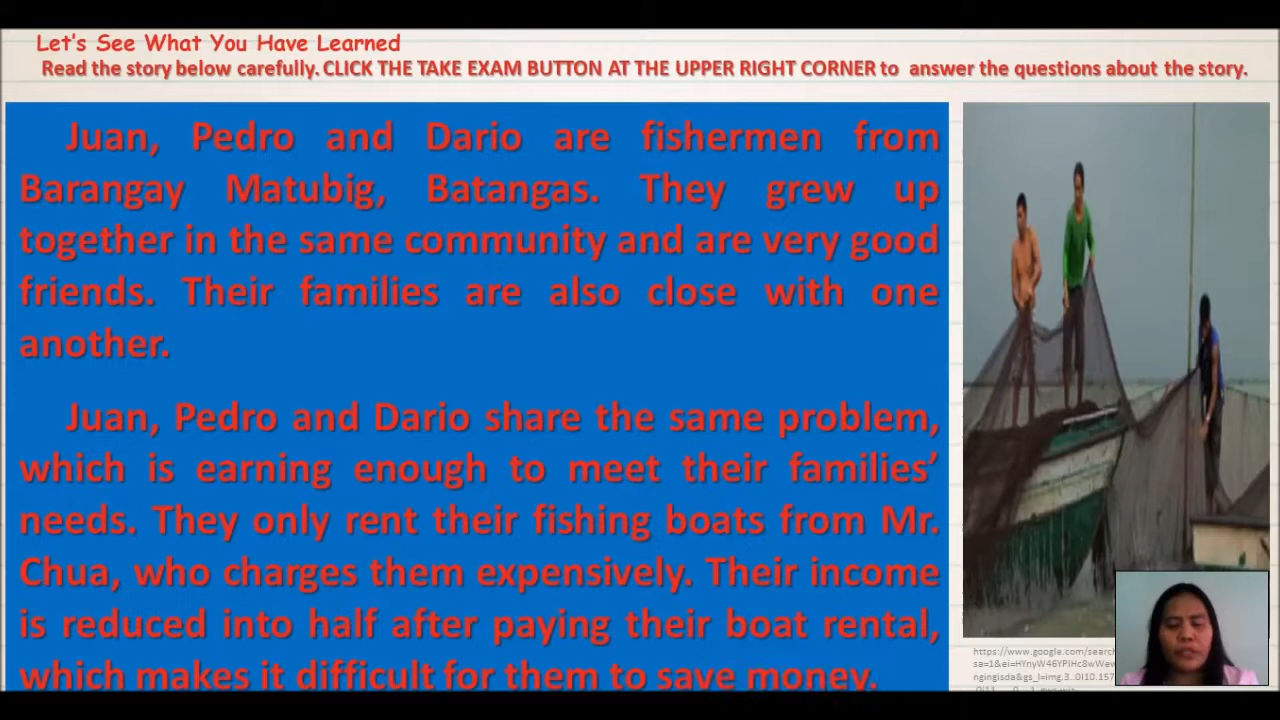 Let's See What You Have Learned
Read the story below carefully. CLICK THE TAKE EXAM BUTTON AT THE UPPER RIGHT CORNER to answer the questions about the story.
Juan, Pedro and Dario are fishermen from
Barangay Matubig, Batangas. They grew up
together in the same community and are very good
friends. Their families are also close with one
another.
Juan, Pedro and Dario share the same problem,
which is earning enough to meet their families’
needs. They only rent their fishing boats from Mr.
Chua, who charges them expensively. Their income
is reduced into half after paying their boat rental,
which makes it difficult for them to save money.
https://www.google.com/search